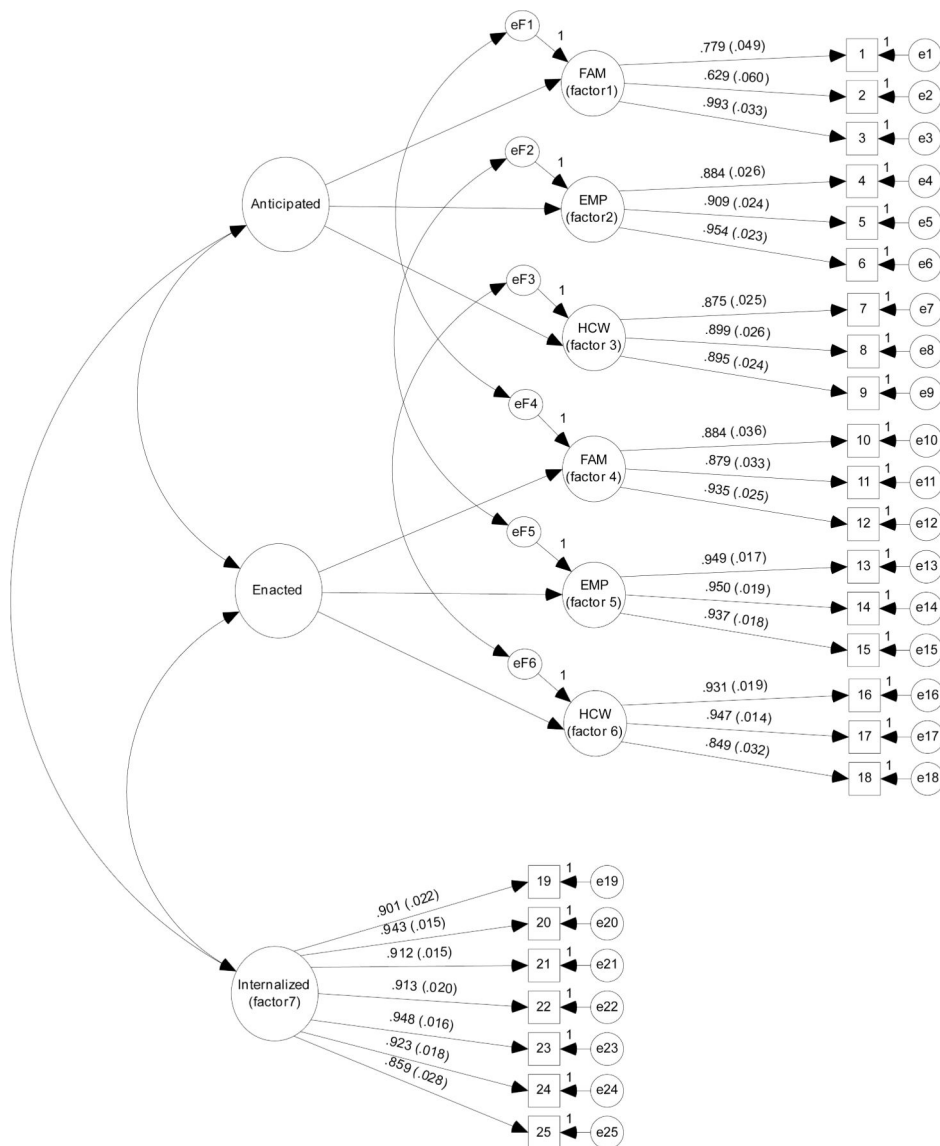 eF1
1
FAM
(factor1)
.779 (.049)
1
1
e1
.629 (.060)
2
1
e2
.993 (.033)
3
1
e3
Anticipated
eF2
1
EMP
(factor2)
.884 (.026)
4
1
e4
.909 (.024)
5
1
e5
.954 (.023)
6
1
e6
eF3
1
HCW
(factor 3)
.875 (.025)
7
1
e7
.899 (.026)
8
1
e8
.895 (.024)
9
1
e9
eF4
1
FAM
(factor 4)
.884 (.036)
10
1
e10
.879 (.033)
11
1
e11
.935 (.025)
12
1
e12
Enacted
eF5
1
EMP
(factor 5)
.949 (.017)
13
1
e13
.950 (.019)
14
1
e14
.937 (.018)
15
1
e15
eF6
1
HCW
(factor 6)
.931 (.019)
16
1
e16
.947 (.014)
17
1
e17
.849 (.032)
18
1
e18
Internalized
(factor7)
.901 (.022)
19
1
e19
.943 (.015)
20
1
e20
.912 (.015)
21
1
e21
.913 (.020)
22
1
e22
.948 (.016)
23
1
e23
.923 (.018)
24
1
e24
.859 (.028)
25
1
e25